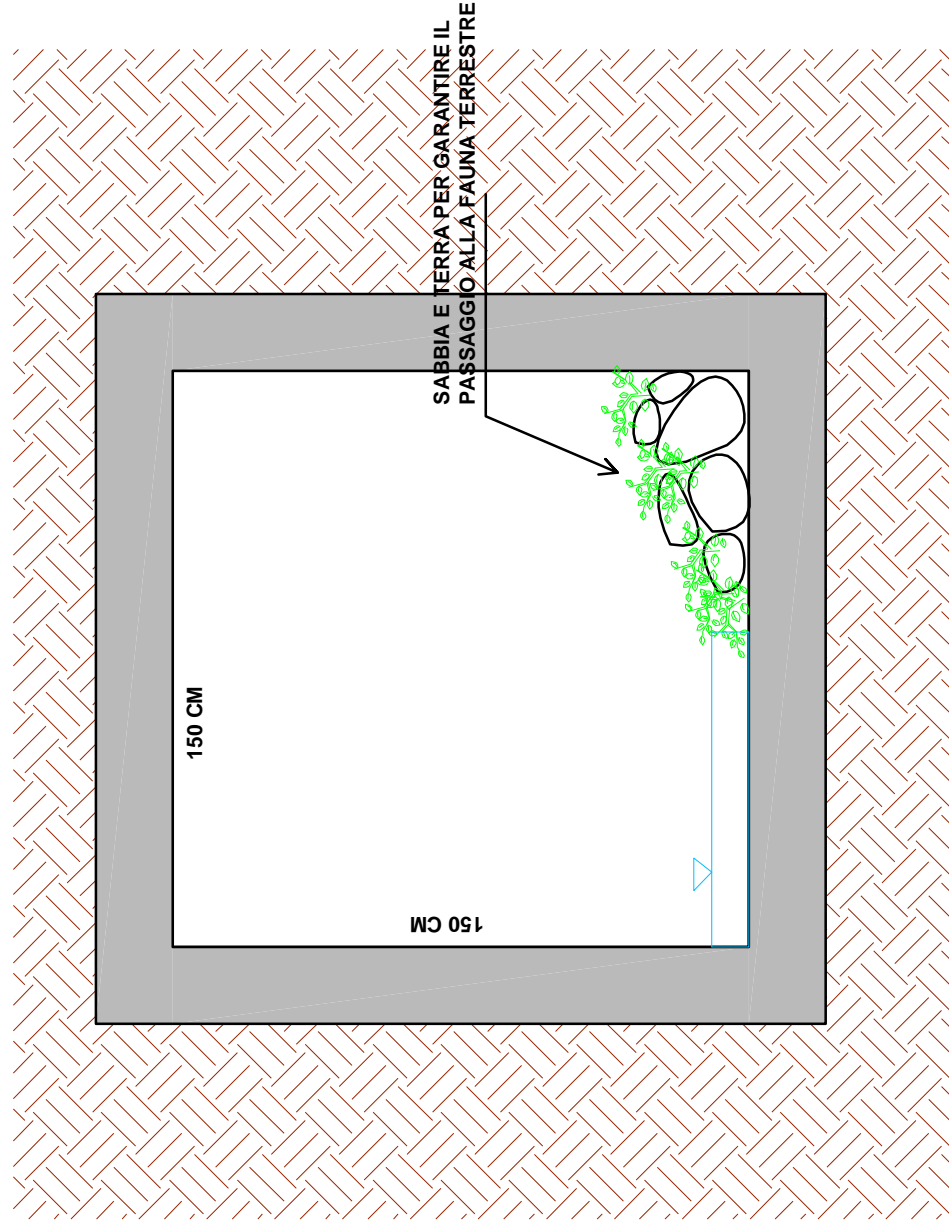 SABBIA E TERRA PER GARANTIRE IL
PASSAGGIO ALLA FAUNA TERRESTRE
150 CM
150 CM